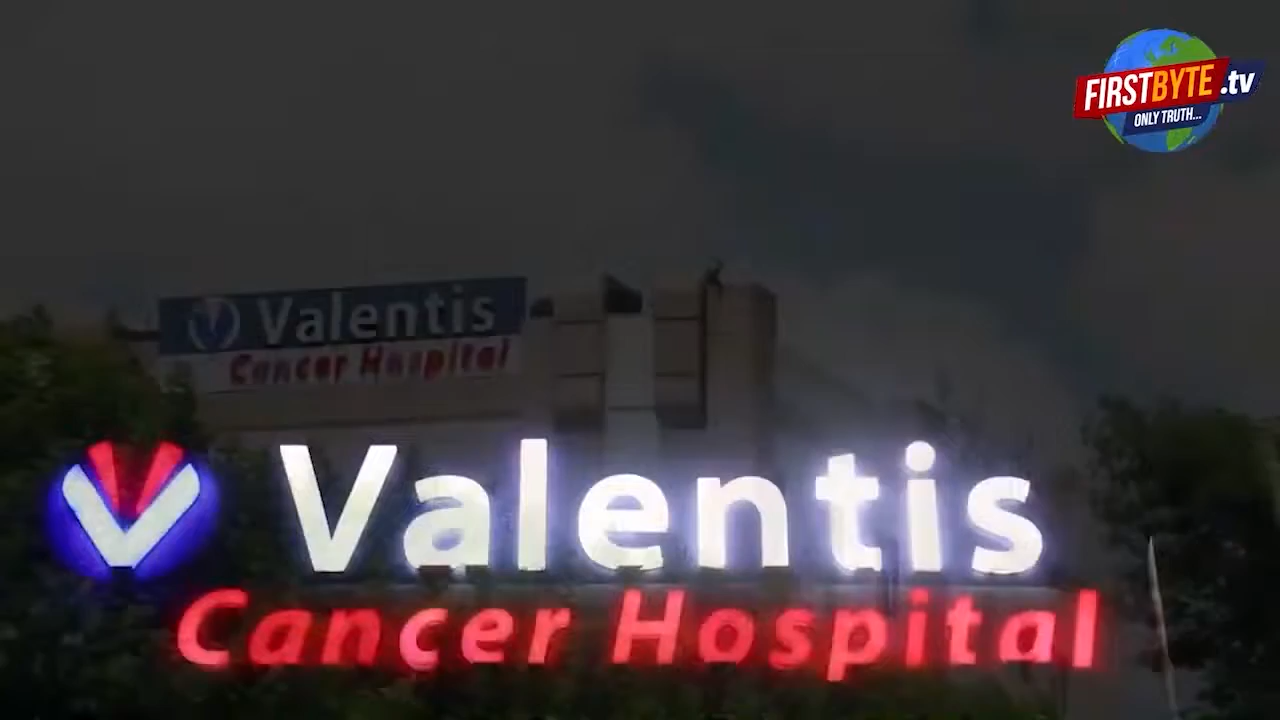 FIRSTBYTE.tv
ONLY TRUTH...
Valentis
Cancer Hospital
Valentis
Cancer Hospital